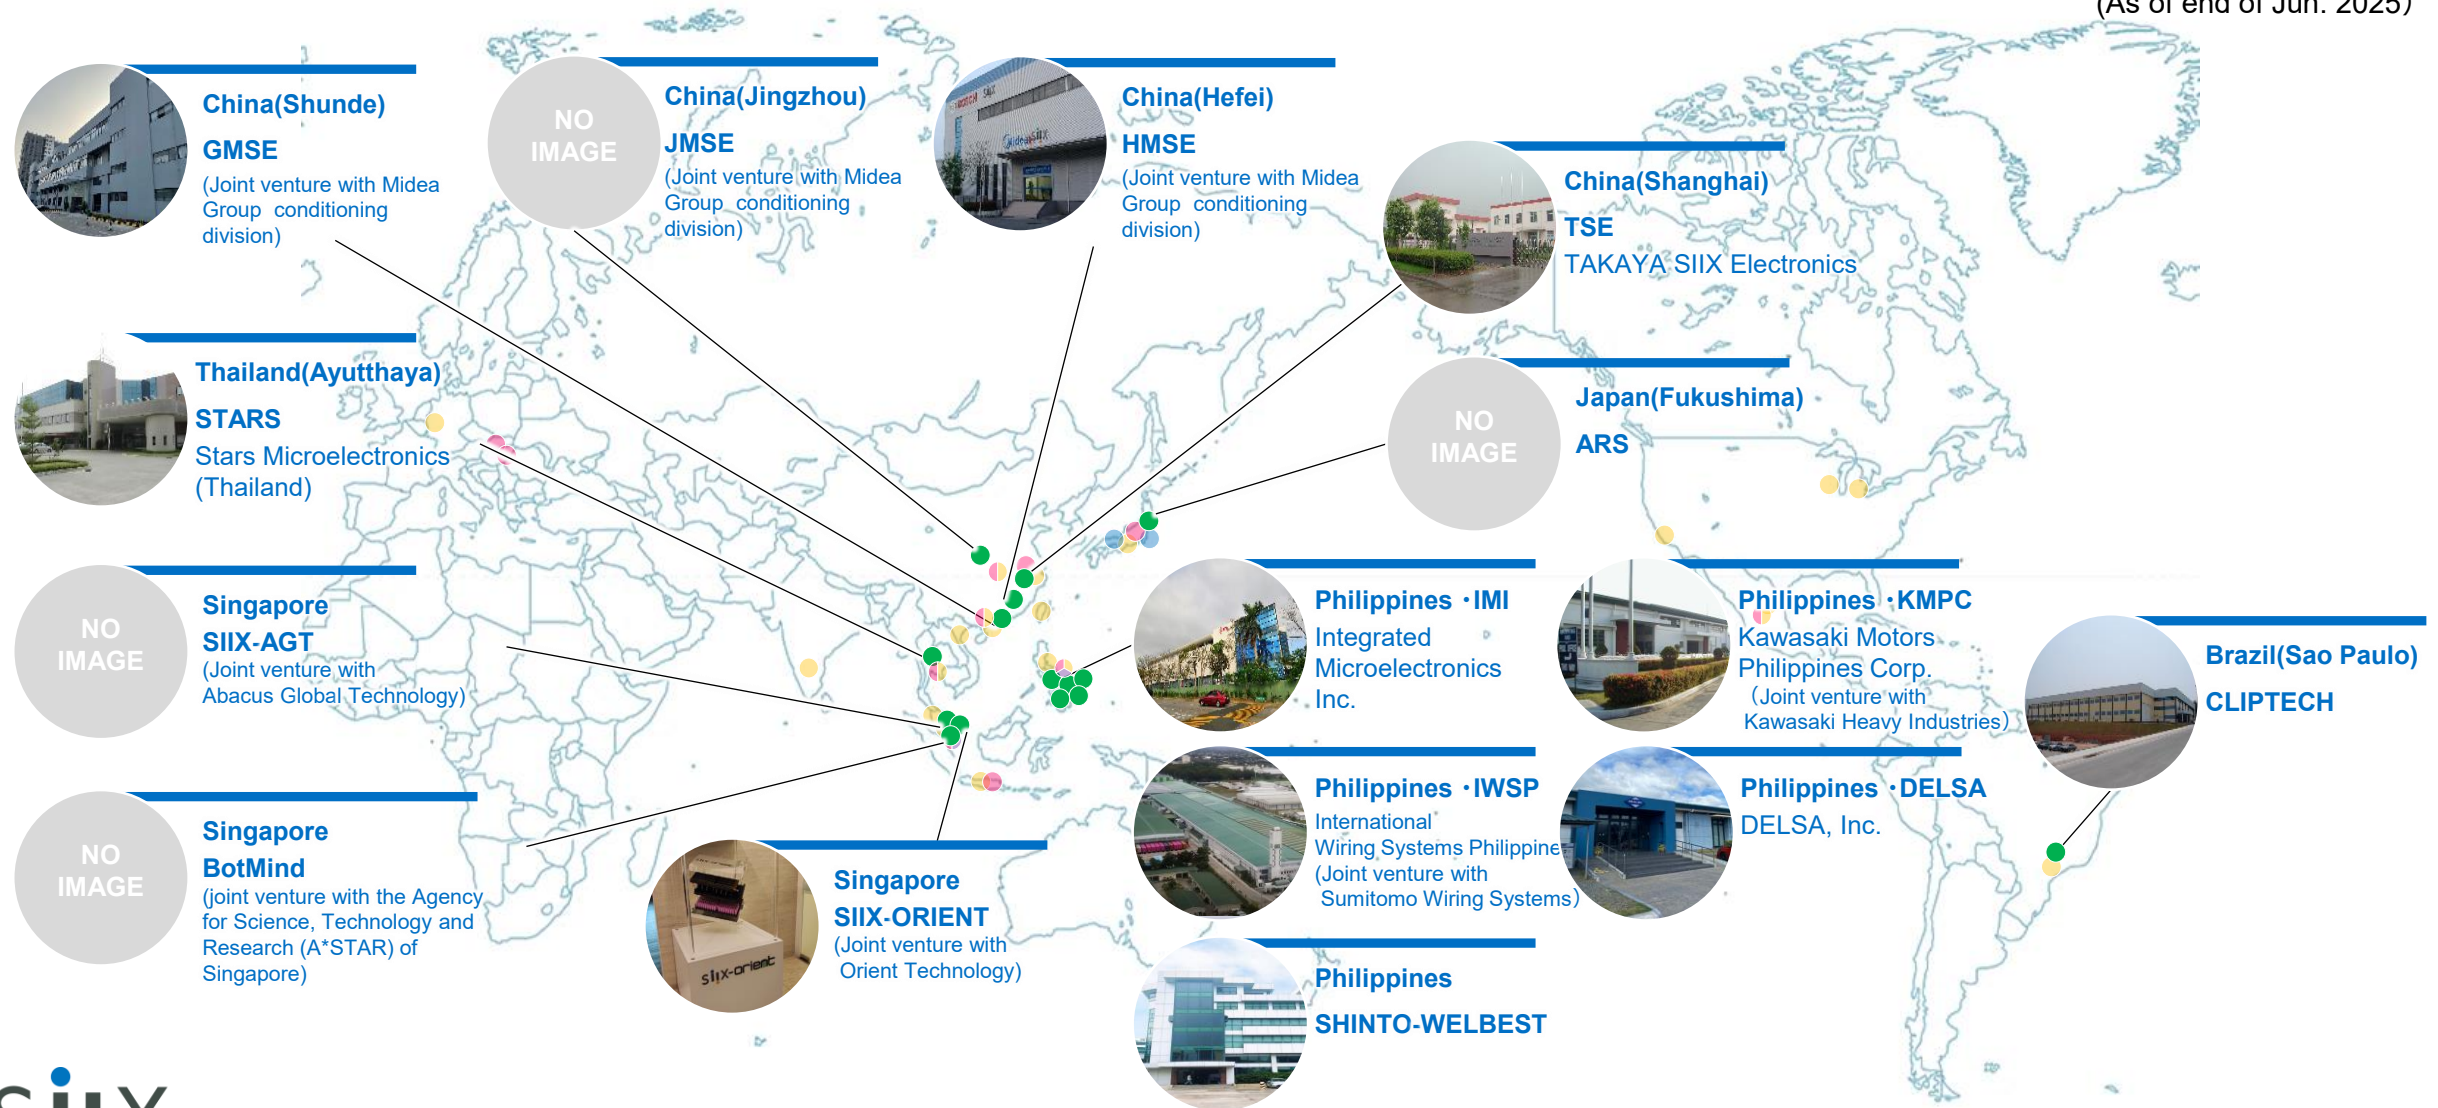 (As of end of Jun. 2025）
China(Shunde)
GMSE
(Joint venture with Midea
Group conditioning
division)
NO
IMAGE
China(Jingzhou)
JMSE
(Joint venture with Midea
Group conditioning
division)
Midea SIIX
China(Hefei)
HMSE
(Joint venture with Midea
Group conditioning
division)
China(Shanghai)
TSE
TAKAYA SIIX Electronics
Thailand(Ayutthaya)
STARS
Stars Microelectronics
(Thailand)
NO
IMAGE
Japan(Fukushima)
ARS
NO
IMAGE
Singapore
SIIX-AGT
(Joint venture with
Abacus Global Technology)
Philippines・IMI
Integrated
Microelectronics
Inc.
Philippines・KMPC
Kawasaki Motors
Philippines Corp.
（Joint venture with
Kawasaki Heavy Industries）
Brazil(Sao Paulo)
CLIPTECH
NO
IMAGE
Singapore
BotMind
(joint venture with the Agency
for Science, Technology and
Research (A*STAR) of
Singapore)
siix-orient
Singapore
SIIX-ORIENT
(Joint venture with
Orient Technology)
Philippines・IWSP
International
Wiring Systems Philippine
(Joint venture with
Sumitomo Wiring Systems）
Philippines・DELSA
DELSA, Inc.
Philippines
SHINTO-WELBEST
siix